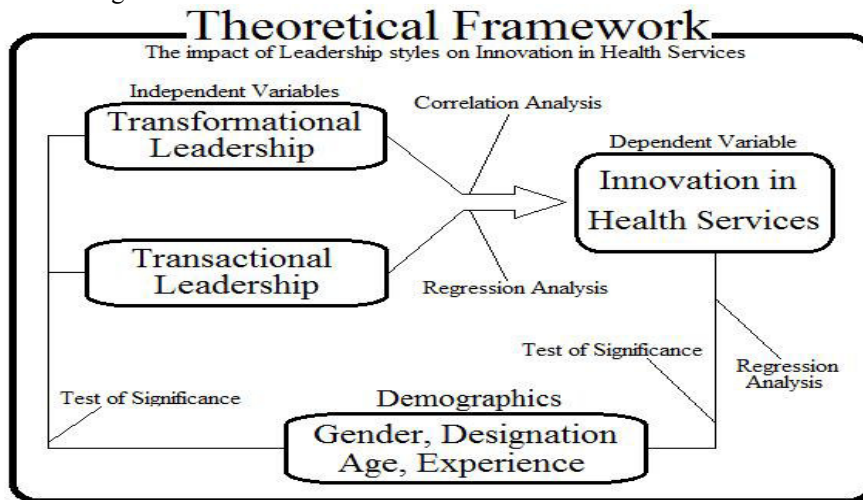 Theoretical Framework
The impact of Leadership styles on Innovation in Health Services
Independent Variables
Transformational
Leadership
Correlation Analysis
Dependent Variable
Innovation in
Health Services
Transactional
Leadership
Regression Analysis
Test of Significance
Regression
Analysis
Test of Significance
Demographics
Gender, Designation
Age, Experience